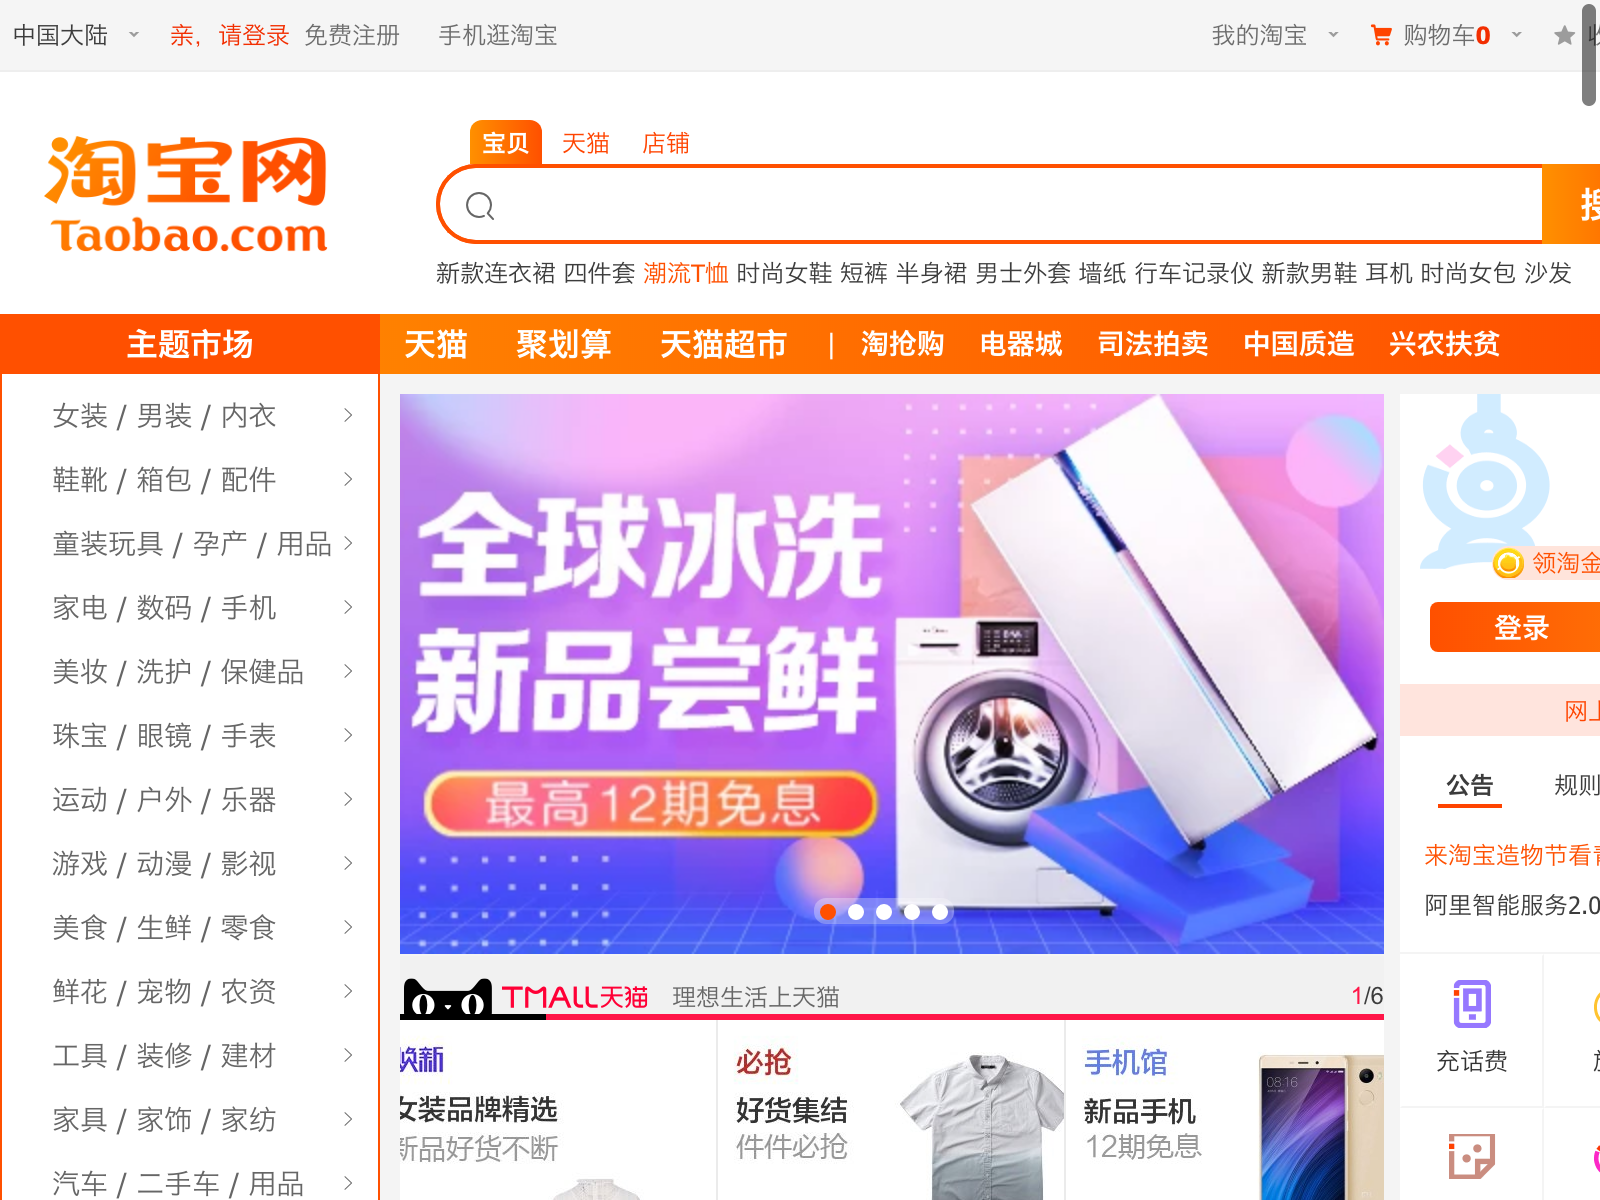 中国大陆 亲，请登录 免费注册 手机逛淘宝 我的淘宝 购物车0
淘宝网
Taobao.com
宝贝 天猫 店铺
新款连衣裙 四件套 潮流T恤 时尚女鞋 短裤 半身裙 男士外套 墙纸 行车记录仪 新款男鞋 耳机 时尚女包 沙发
主题市场 天猫 聚划算 天猫超市 | 淘抢购 电器城 司法拍卖 中国质造 兴农扶贫
女装 / 男装 / 内衣
鞋靴 / 箱包 / 配件
童装玩具 / 孕产 / 用品
家电 / 数码 / 手机
美妆 / 洗护 / 保健品
珠宝 / 眼镜 / 手表
运动 / 户外 / 乐器
游戏 / 动漫 / 影视
美食 / 生鲜 / 零食
鲜花 / 宠物 / 农资
工具 / 装修 / 建材
家具 / 家饰 / 家纺
汽车 / 二手车 / 用品
全球冰洗
新品尝鲜
最高12期免息
TMALL天猫 理想生活上天猫 1/6
焕新
女装品牌精选
新品好货不断
必抢
好货集结
件件必抢
手机馆
新品手机
12期免息
08:16
领淘金
登录
网上
公告 规则
来淘宝造物节看
阿里智能服务2.0
充话费